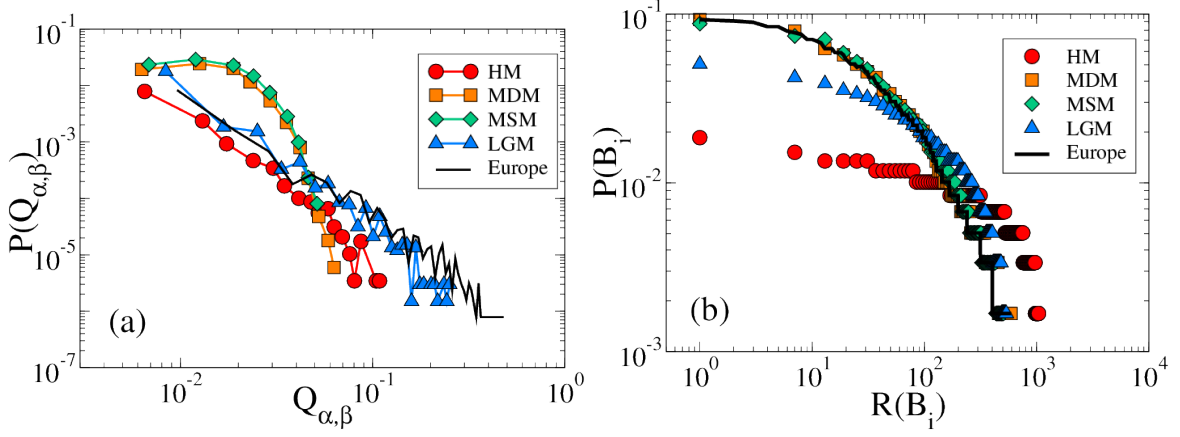 10^-1
10^-3
10^-5
10^-7
P(Q_α,β)
HM
MDM
MSM
LGM
Europe
(a)
10^-2 10^-1 10^0
Q_α,β
10^-1
10^-2
10^-3
P(B_i)
HM
MDM
MSM
LGM
Europe
(b)
10^0 10^1 10^2 10^3 10^4
R(B_i)